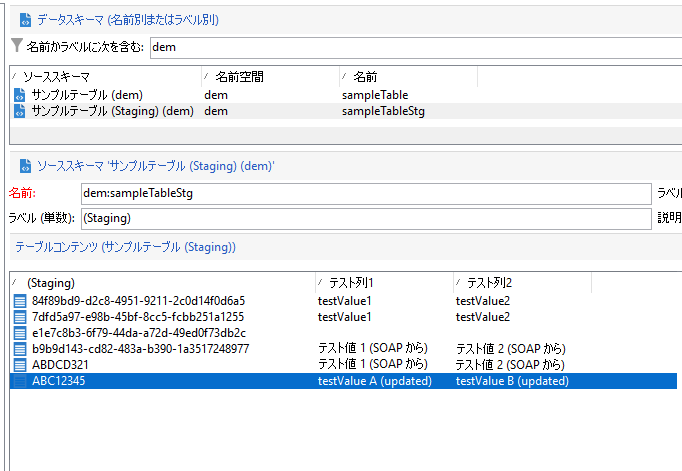 データスキーマ (名前別またはラベル別)
名前かラベルに次を含む: dem
ソーススキーマ 名前空間 名前
サンプルテーブル (dem) dem sampleTable
サンプルテーブル (Staging) (dem) dem sampleTableStg
ソーススキーマ 'サンプルテーブル (Staging) (dem)'
名前: dem:sampleTableStg ラベル
ラベル (単数): (Staging) 説明
テーブルコンテンツ (サンプルテーブル (Staging))
(Staging) テスト列1 テスト列2
84f89bd9-d2c8-4951-9211-2c0d14f0d6a5 testValue1 testValue2
7dfd5a97-e98b-45bf-8cc5-fcbb251a1255 testValue1 testValue2
e1e7c8b3-6f79-44da-a72d-49ed0f73db2c
b9b9d143-cd82-483a-b390-1a3517248977 テスト値 1 (SOAP から) テスト値 2 (SOAP から)
ABDCD321 テスト値 1 (SOAP から) テスト値 2 (SOAP から)
ABC12345 testValue A (updated) testValue B (updated)